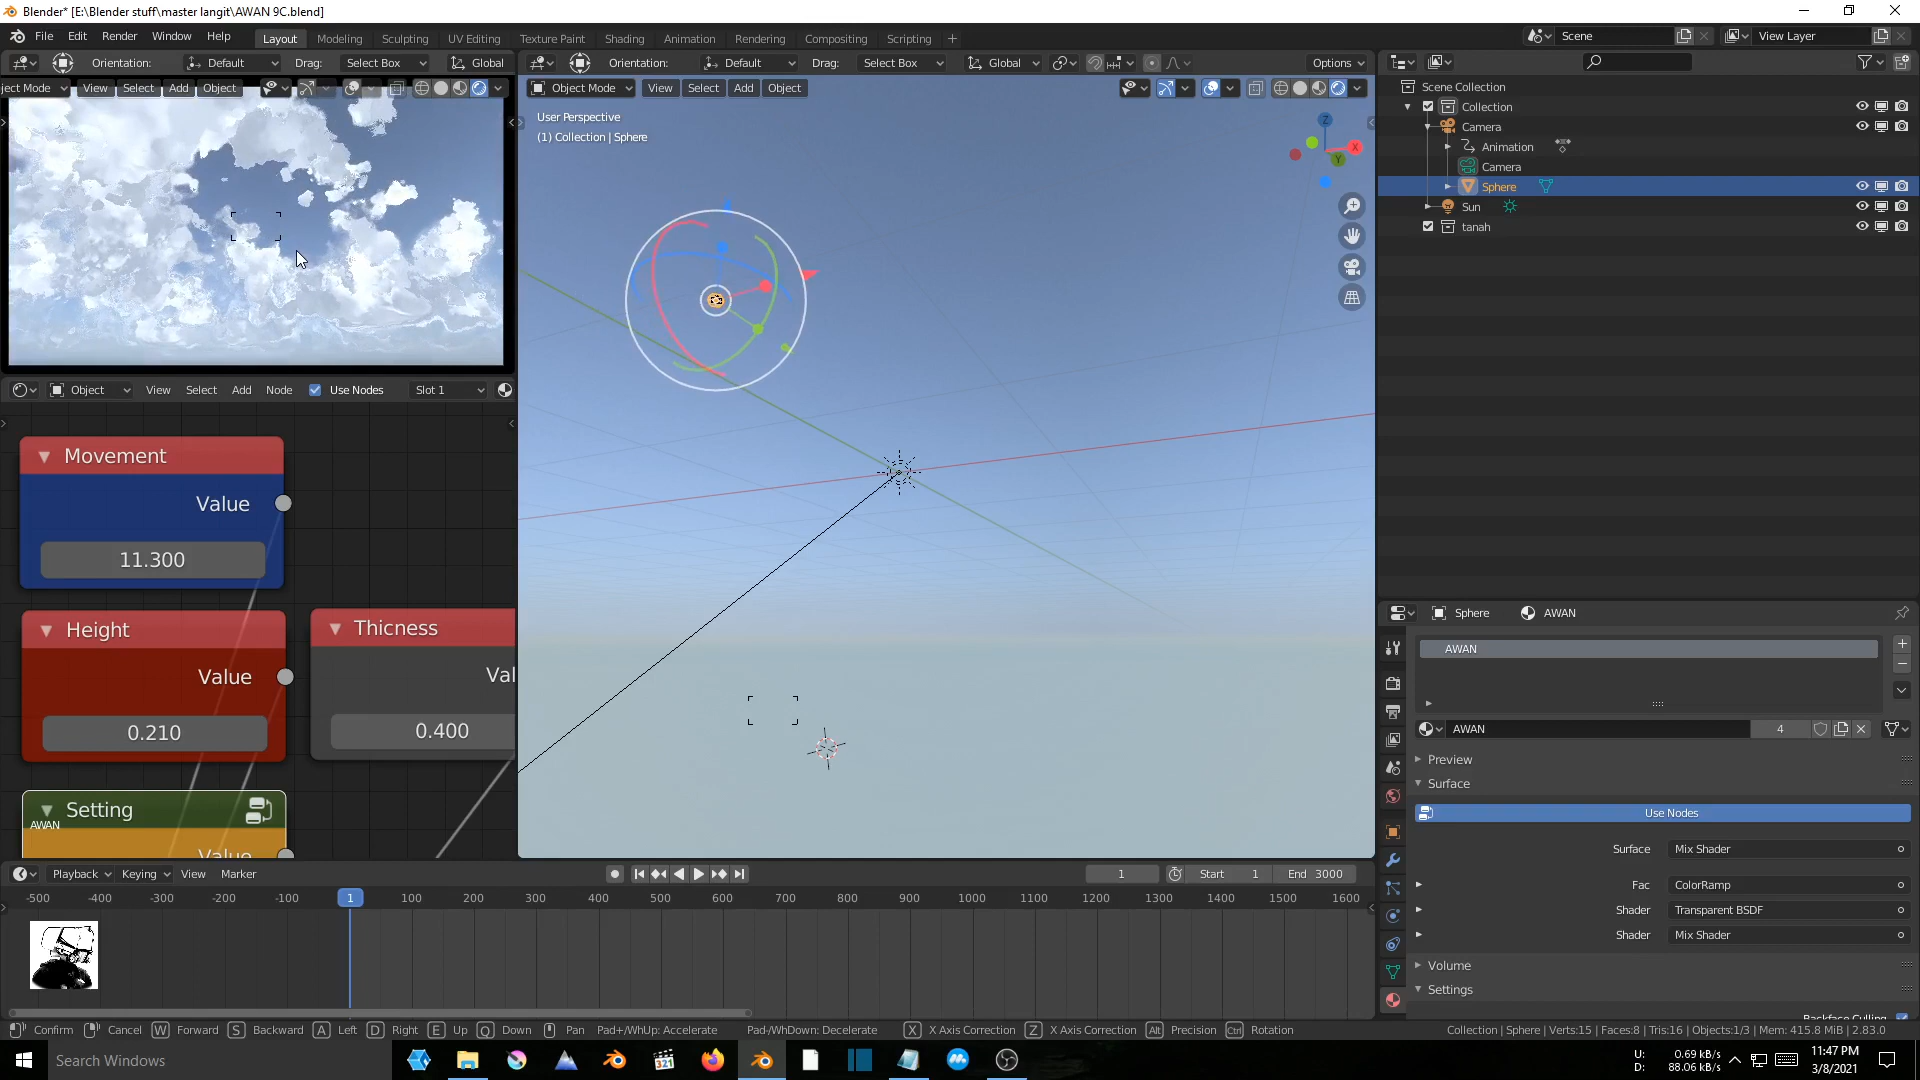 Blender* [E:\Blender stuff\master langit\AWAN 9C.blend]
File Edit Render Window Help
Layout Modeling Sculpting UV Editing Texture Paint Shading Animation Rendering Compositing Scripting +
Scene View Layer
Orientation: Default Drag: Select Box Global
Orientation: Default Drag: Select Box Global Options
ject Mode View Select Add Object
Object Mode View Select Add Object
User Perspective
(1) Collection | Sphere
Z
X
Y
Scene Collection
Collection
Camera
Animation
Camera
Sphere
Sun
tanah
Object View Select Add Node Use Nodes Slot 1
Movement
Value
11.300
Height
Value
0.210
Thicness
Val
0.400
Setting
AWAN
Value
Sphere AWAN
AWAN
AWAN 4
Preview
Surface
Use Nodes
Surface Mix Shader
Fac ColorRamp
Shader Transparent BSDF
Shader Mix Shader
Volume
Settings
Backface Culling
Playback Keying View Marker
1 Start 1 End 3000
-500 -400 -300 -200 -100 1 100 200 300 400 500 600 700 800 900 1000 1100 1200 1300 1400 1500 1600
Confirm Cancel W Forward S Backward A Left D Right E Up Q Down Pan Pad+/WhUp: Accelerate Pad-/WhDown: Decelerate X X Axis Correction Z X Axis Correction Alt Precision Ctrl Rotation
Collection | Sphere | Verts:15 | Faces:8 | Tris:16 | Objects:1/3 | Mem: 415.8 MiB | 2.83.0
Search Windows
321
U: 0.69 kB/s
D: 88.06 kB/s
11:47 PM
3/8/2021